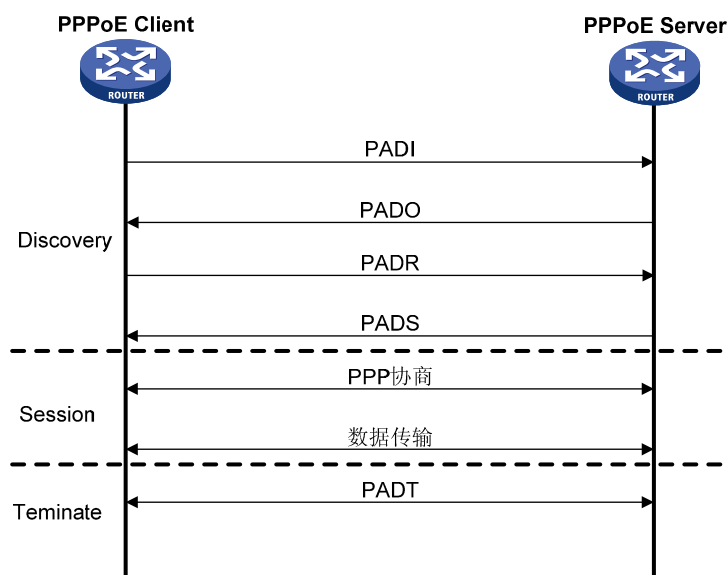 PPPoE Client
PPPoE Server
ROUTER
ROUTER
PADI
PADO
Discovery
PADR
PADS
PPP协商
Session
数据传输
PADT
Teminate